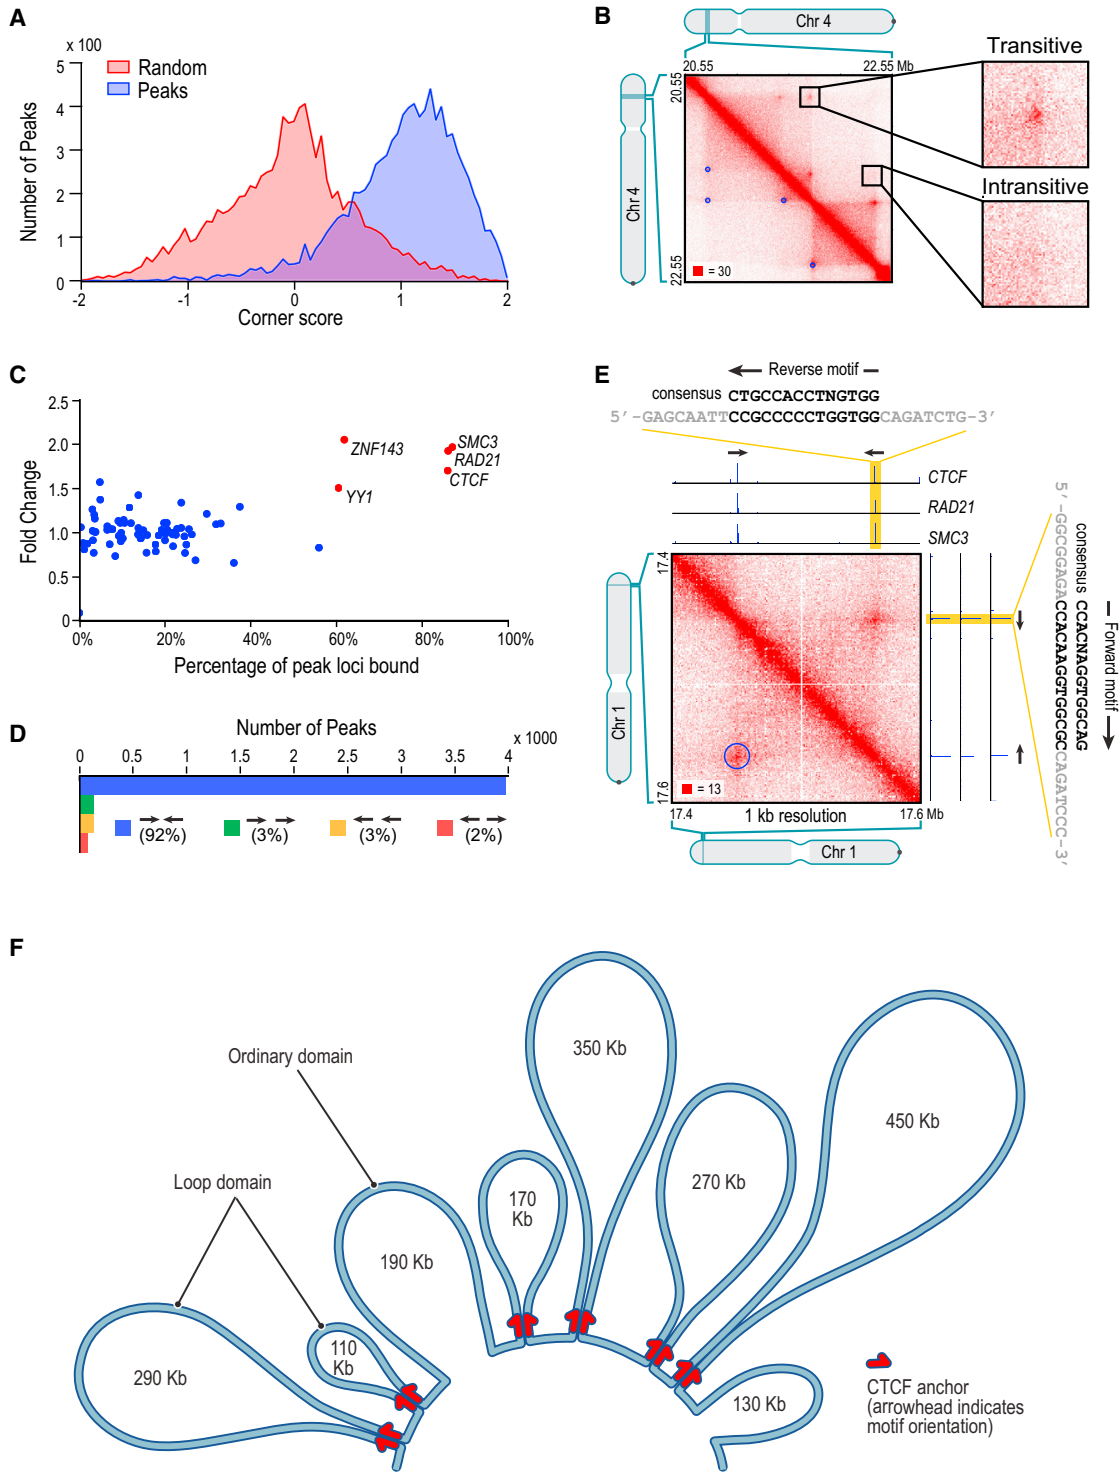 A
x 100
Random
Peaks
5
4
3
2
1
0
Number of Peaks
-2
-1
0
1
2
Corner score
B
Chr 4
20.55
22.55 Mb
20.55
22.55
Chr 4
= 30
Transitive
Intransitive
C
2.5
2.0
1.5
1.0
0.5
0
Fold Change
ZNF143
SMC3
RAD21
CTCF
YY1
0%
20%
40%
60%
80%
100%
Percentage of peak loci bound
D
Number of Peaks
x 1000
0
.5
1
1.5
2
2.5
3
3.5
4
(92%)
(3%)
(3%)
(2%)
E
Reverse motif
consensus CTGCCACCTNGTGG
5′-GAGCAATTCCGCCCCCTGGTGGCAGATCTG-3′
CTCF
RAD21
SMC3
17.4
17.6
Chr 1
= 13
17.4
1 kb resolution
17.6 Mb
Chr 1
5′-GGCGGAGACCACAAGGTGGCGCCAGATCCC-3′
consensus CCACNAGGTGGCAG
Forward motif
F
Ordinary domain
Loop domain
290 Kb
110
Kb
190 Kb
170
Kb
350 Kb
270 Kb
450 Kb
130 Kb
CTCF anchor
(arrowhead indicates
motif orientation)